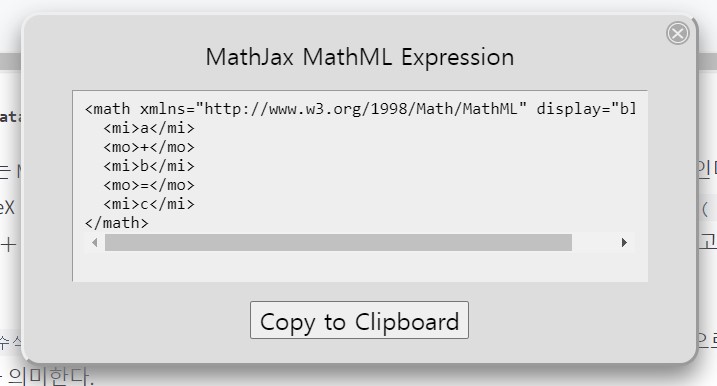 MathJax MathML Expression
<math xmlns="http://www.w3.org/1998/Math/MathML" display="bl
  <mi>a</mi>
  <mo>+</mo>
  <mi>b</mi>
  <mo>=</mo>
  <mi>c</mi>
</math>
Copy to Clipboard
의미한다.